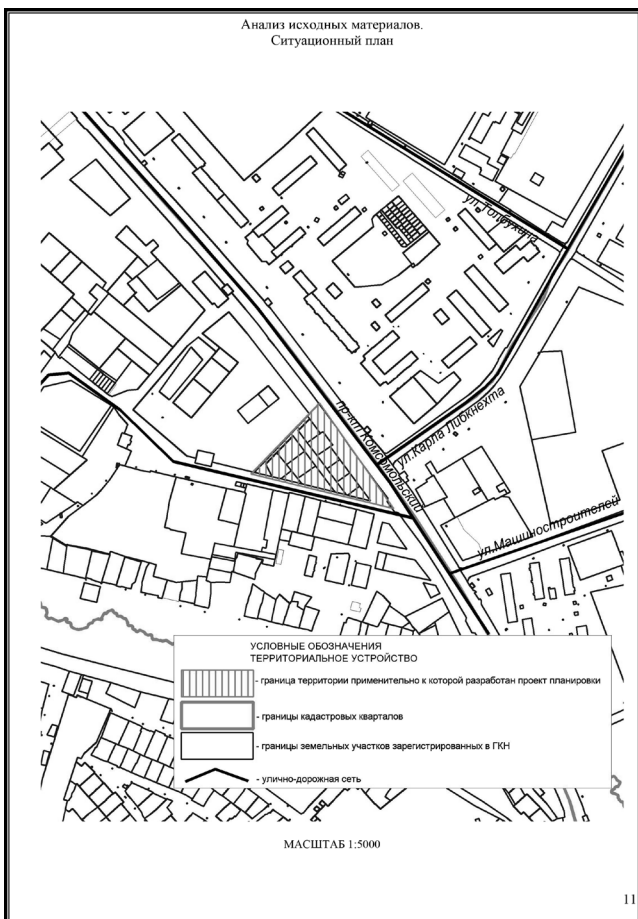 Анализ исходных материалов.
Ситуационный план
ул.Толбухина
пр-кт Комсомольский
ул.Карла Либкнехта
ул.Машиностроителей
УСЛОВНЫЕ ОБОЗНАЧЕНИЯ
ТЕРРИТОРИАЛЬНОЕ УСТРОЙСТВО
- граница территории применительно к которой разработан проект планировки
- границы кадастровых кварталов
- границы земельных участков зарегистрированных в ГКН
- улично-дорожная сеть
МАСШТАБ 1:5000
11